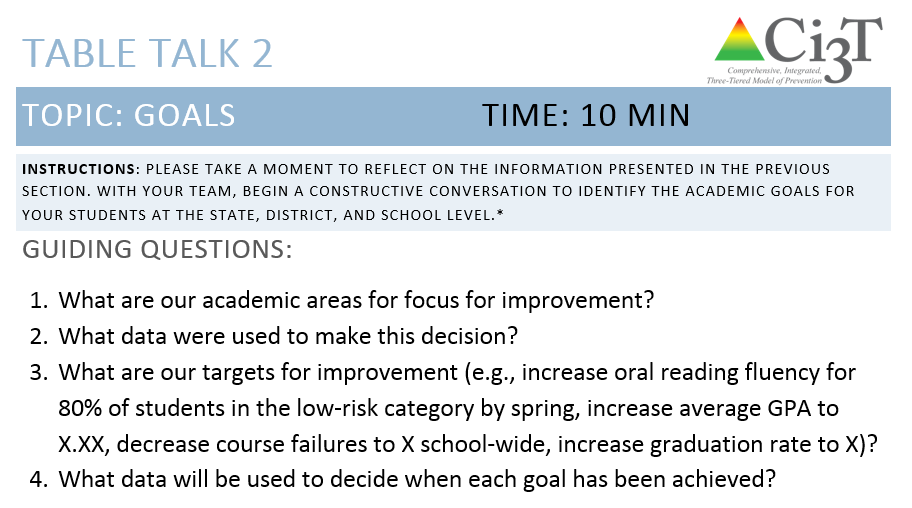 TABLE TALK 2
Ci3T
Comprehensive, Integrated,
Three-Tiered Model of Prevention
TOPIC: GOALS TIME: 10 MIN
INSTRUCTIONS: PLEASE TAKE A MOMENT TO REFLECT ON THE INFORMATION PRESENTED IN THE PREVIOUS
SECTION. WITH YOUR TEAM, BEGIN A CONSTRUCTIVE CONVERSATION TO IDENTIFY THE ACADEMIC GOALS FOR
YOUR STUDENTS AT THE STATE, DISTRICT, AND SCHOOL LEVEL.*
GUIDING QUESTIONS:
1. What are our academic areas for focus for improvement?
2. What data were used to make this decision?
3. What are our targets for improvement (e.g., increase oral reading fluency for
80% of students in the low-risk category by spring, increase average GPA to
X.XX, decrease course failures to X school-wide, increase graduation rate to X)?
4. What data will be used to decide when each goal has been achieved?